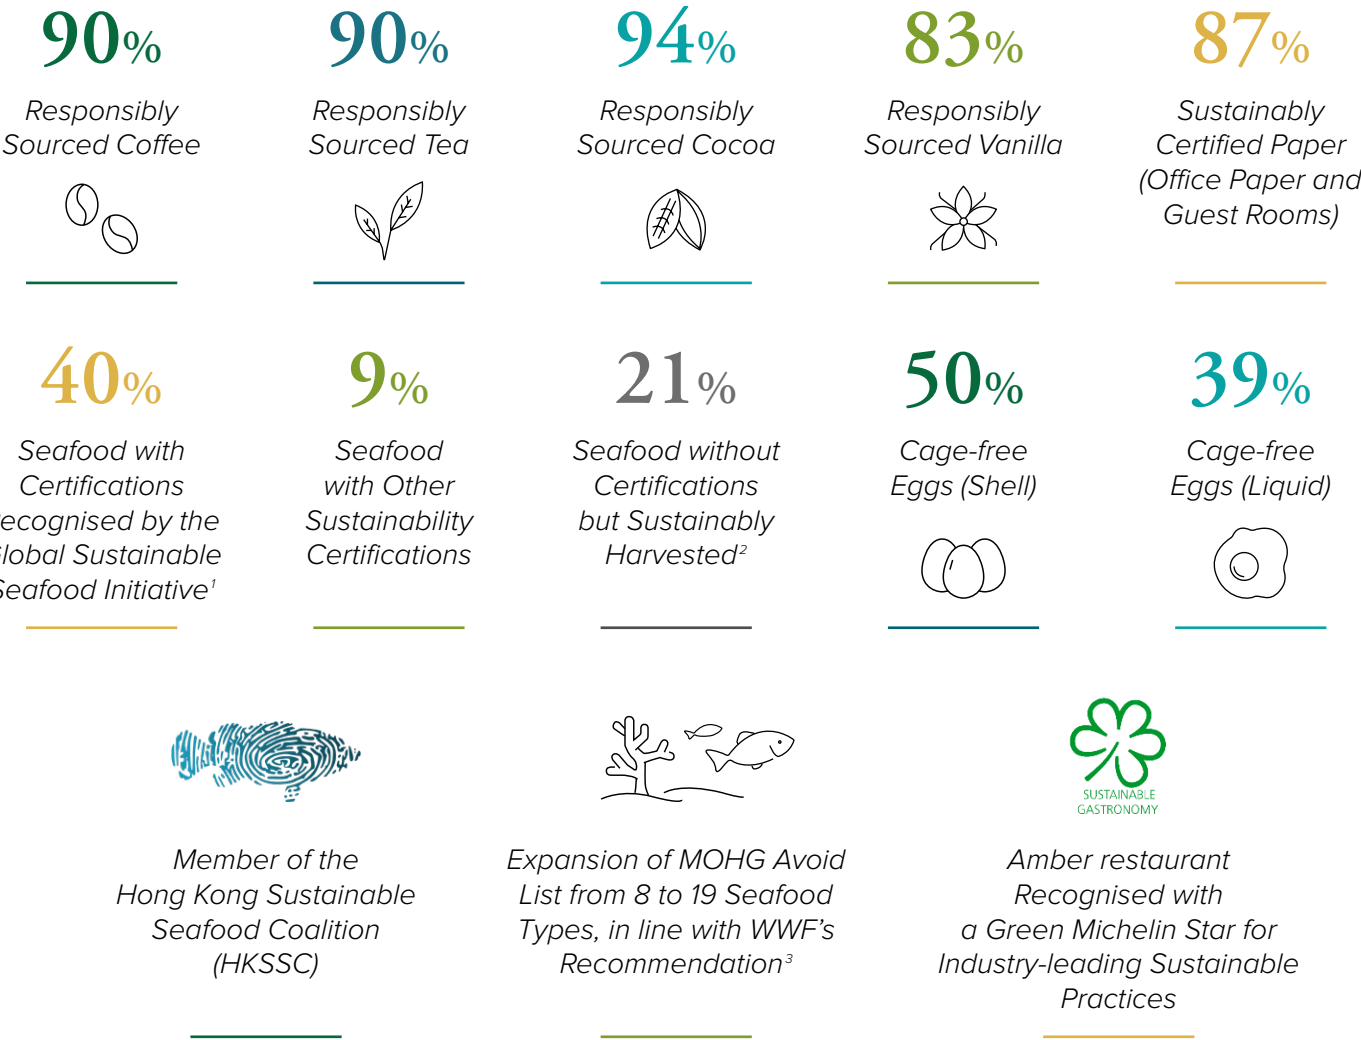 90%
Responsibly
Sourced Coffee
90%
Responsibly
Sourced Tea
94%
Responsibly
Sourced Cocoa
83%
Responsibly
Sourced Vanilla
87%
Sustainably
Certified Paper
(Office Paper and
Guest Rooms)
40%
Seafood with
Certifications
ecognised by the
lobal Sustainable
Seafood Initiative¹
9%
Seafood
with Other
Sustainability
Certifications
21%
Seafood without
Certifications
but Sustainably
Harvested²
50%
Cage-free
Eggs (Shell)
39%
Cage-free
Eggs (Liquid)
Member of the
Hong Kong Sustainable
Seafood Coalition
(HKSSC)
Expansion of MOHG Avoid
List from 8 to 19 Seafood
Types, in line with WWF's
Recommendation³
SUSTAINABLE
GASTRONOMY
Amber restaurant
Recognised with
a Green Michelin Star for
Industry-leading Sustainable
Practices